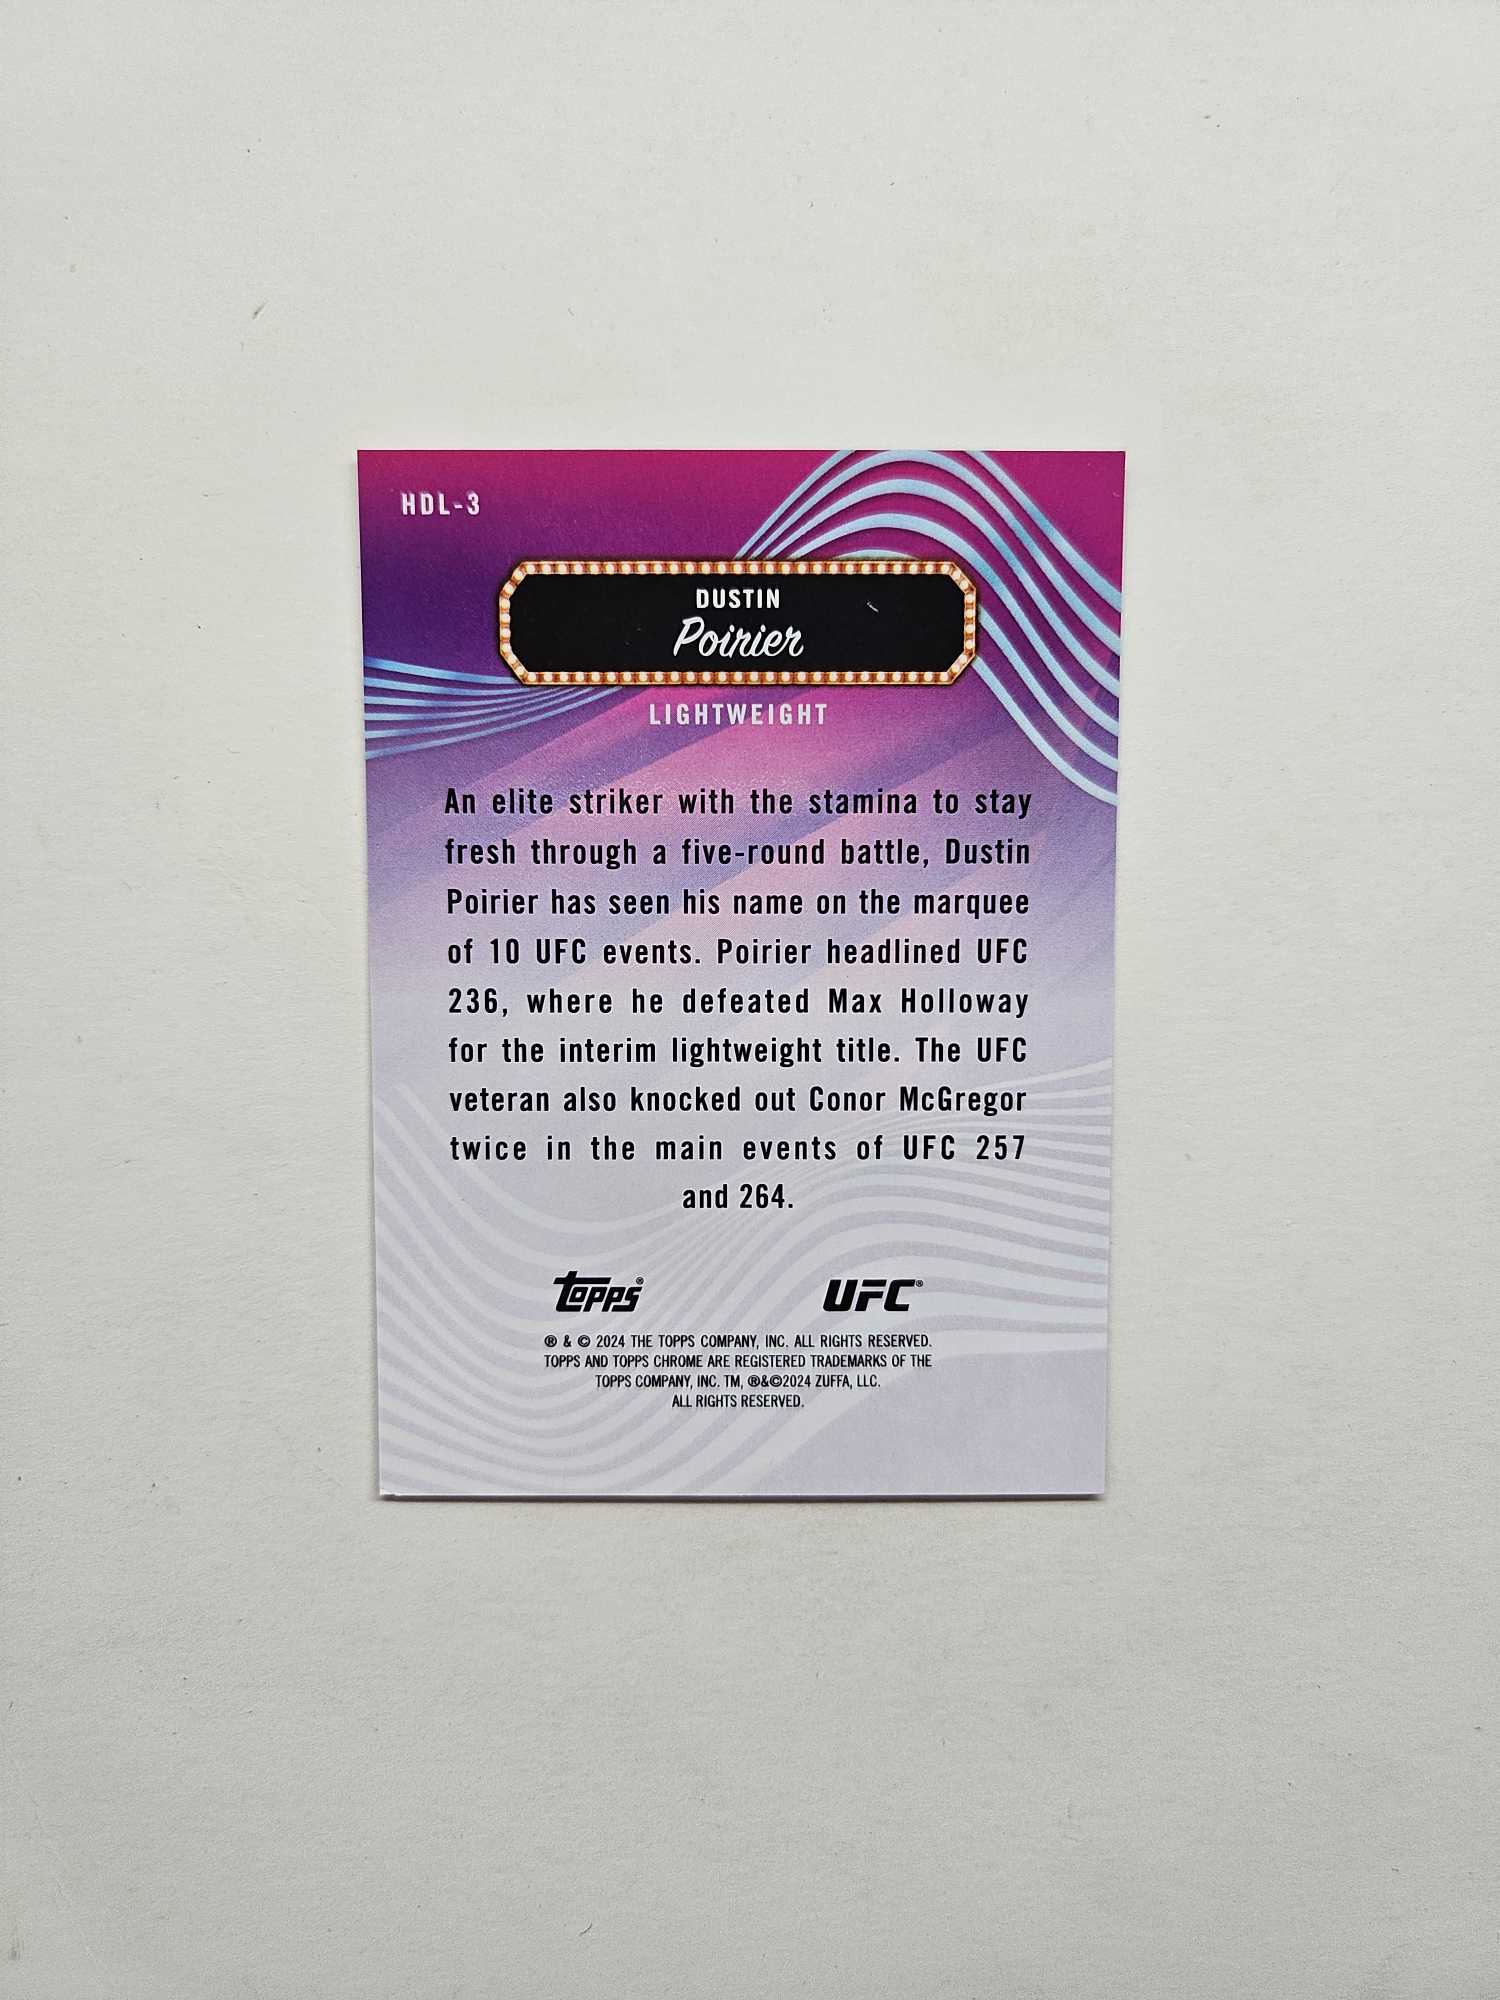 HDL-3
DUSTIN
Poirier
LIGHTWEIGHT
An elite striker with the stamina to stay
fresh through a five-round battle, Dustin
Poirier has seen his name on the marquee
of 10 UFC events. Poirier headlined UFC
236, where he defeated Max Holloway
for the interim lightweight title. The UFC
veteran also knocked out Conor McGregor
twice in the main events of UFC 257
and 264.
Topps® UFC®
® & © 2024 THE TOPPS COMPANY, INC. ALL RIGHTS RESERVED.
TOPPS AND TOPPS CHROME ARE REGISTERED TRADEMARKS OF THE
TOPPS COMPANY, INC. TM, ®&©2024 ZUFFA, LLC.
ALL RIGHTS RESERVED.